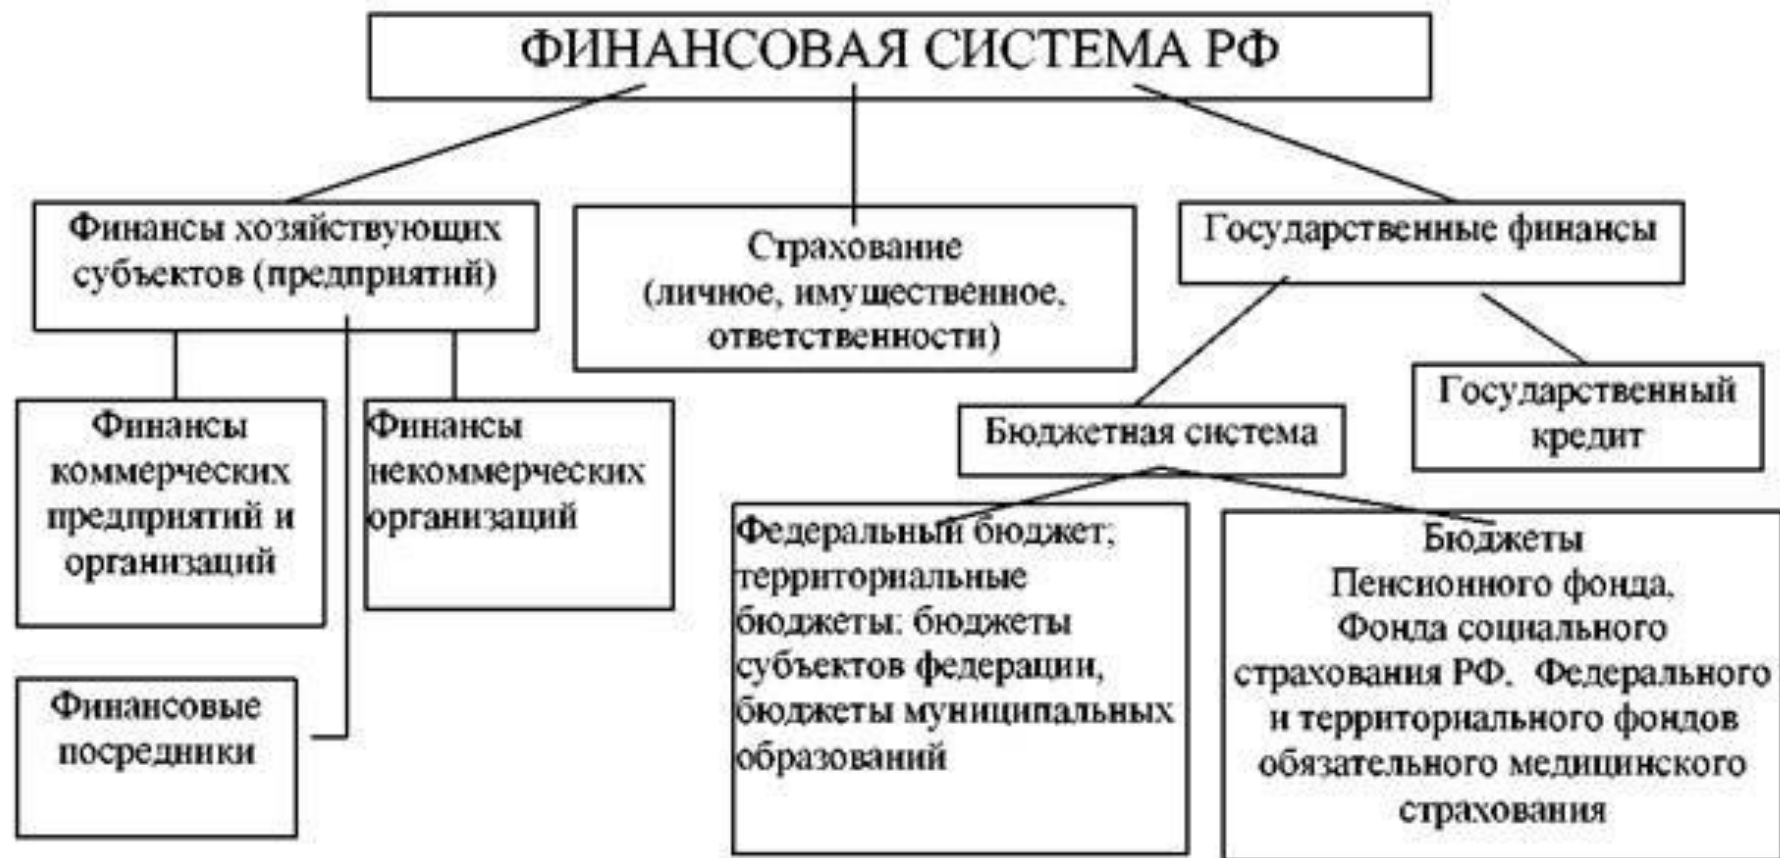 ФИНАНСОВАЯ СИСТЕМА РФ
Финансы хозяйствующих
субъектов (предприятий)
Страхование
(личное, имущественное,
ответственности)
Государственные финансы
Финансы
коммерческих
предприятий и
организаций
Финансы
некоммерческих
организаций
Финансовые
посредники
Бюджетная система
Государственный
кредит
Федеральный бюджет;
территориальные
бюджеты: бюджеты
субъектов федерации,
бюджеты муниципальных
образований
Бюджеты
Пенсионного фонда,
Фонда социального
страхования РФ, Федерального
и территориального фондов
обязательного медицинского
страхования